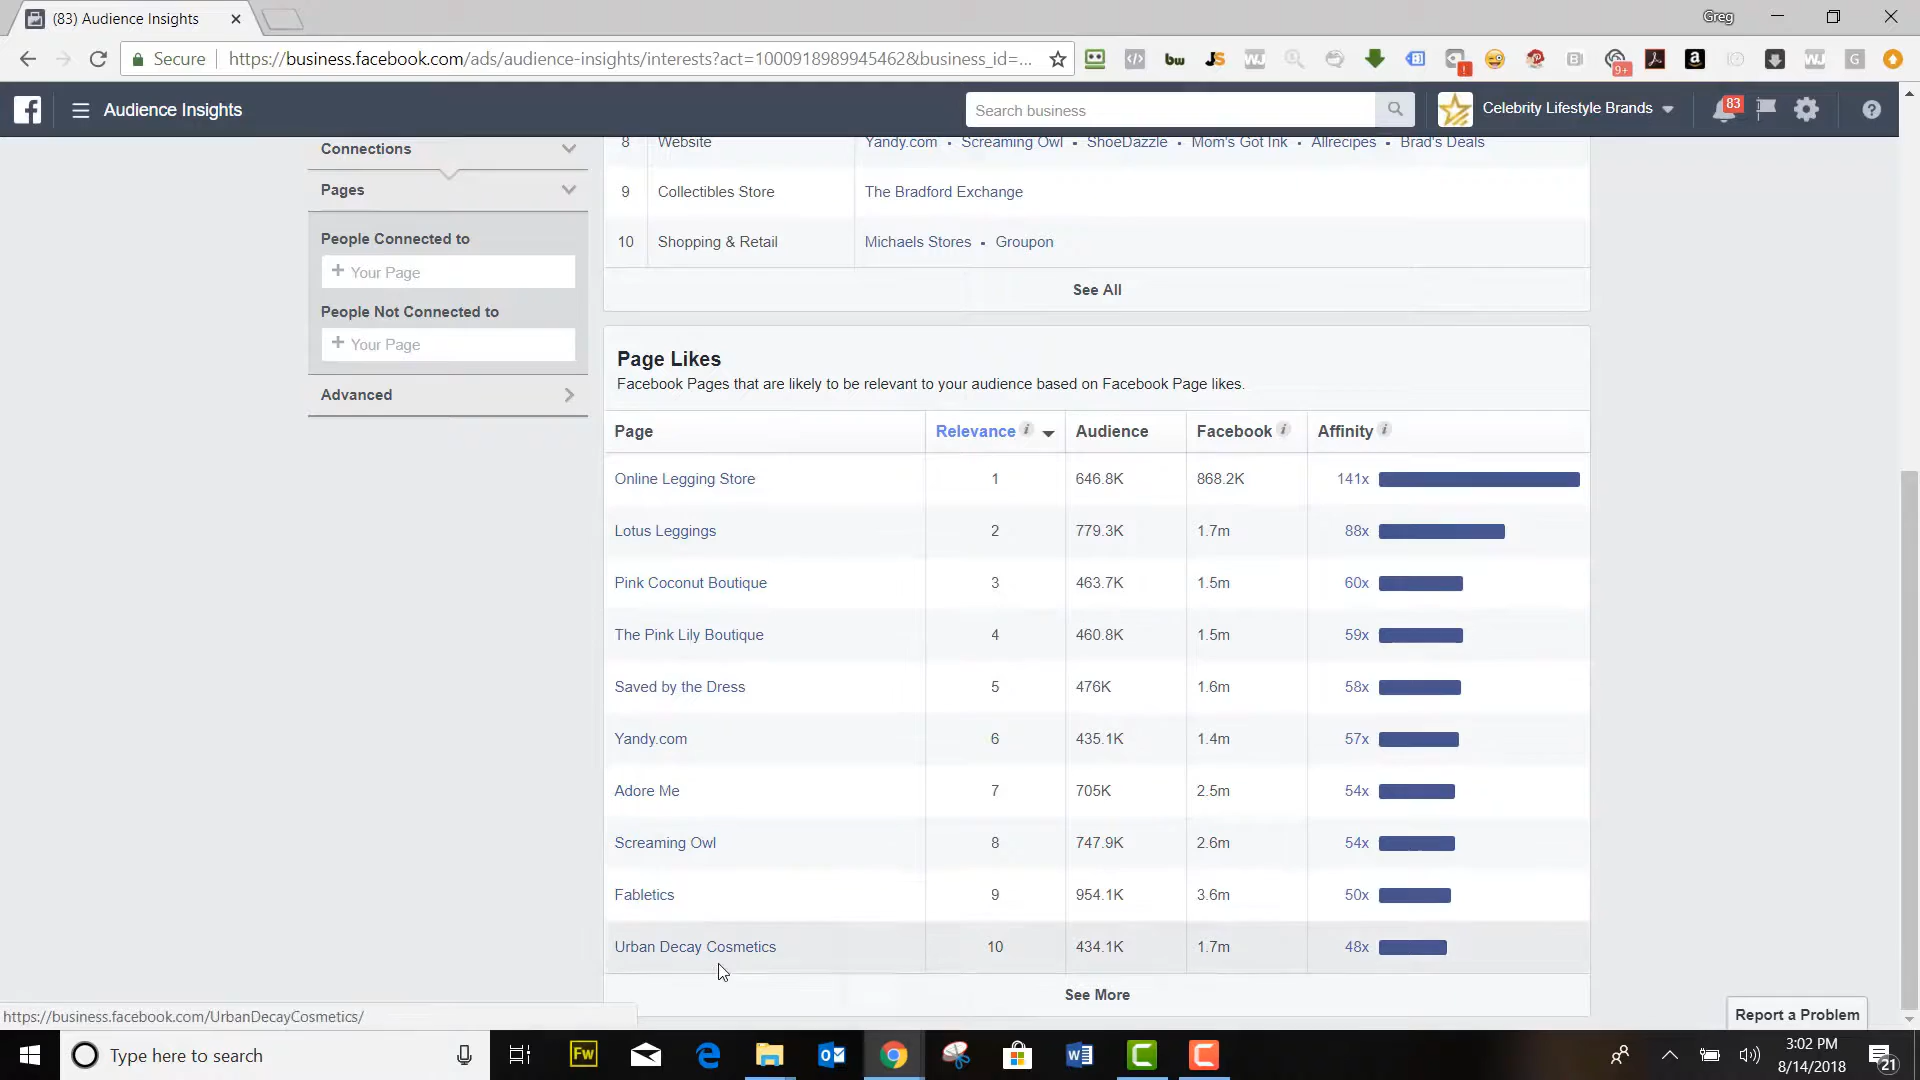 (83) Audience Insights
Greg
Secure
https://business.facebook.com/ads/audience-insights/interests?act=1000918989945462&business_id=...
bw
JS
WJ
9+
WJ
Audience Insights
Search business
Celebrity Lifestyle Brands
83
Connections
Pages
People Connected to
+ Your Page
People Not Connected to
+ Your Page
Advanced
8 Website Yandy.com • Screaming Owl • ShoeDazzle • Mom's Got Ink • Allrecipes • Brad's Deals
9 Collectibles Store The Bradford Exchange
10 Shopping & Retail Michaels Stores • Groupon
See All
Page Likes
Facebook Pages that are likely to be relevant to your audience based on Facebook Page likes.
Page Relevance Audience Facebook Affinity
Online Legging Store 1 646.8K 868.2K 141x
Lotus Leggings 2 779.3K 1.7m 88x
Pink Coconut Boutique 3 463.7K 1.5m 60x
The Pink Lily Boutique 4 460.8K 1.5m 59x
Saved by the Dress 5 476K 1.6m 58x
Yandy.com 6 435.1K 1.4m 57x
Adore Me 7 705K 2.5m 54x
Screaming Owl 8 747.9K 2.6m 54x
Fabletics 9 954.1K 3.6m 50x
Urban Decay Cosmetics 10 434.1K 1.7m 48x
See More
Report a Problem
https://business.facebook.com/UrbanDecayCosmetics/
Type here to search
Fw
3:02 PM
8/14/2018
21